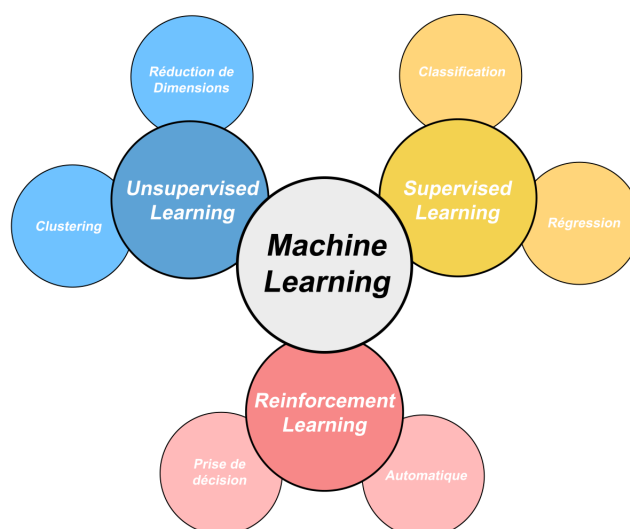 Réduction de
Dimensions
Classification
Unsupervised
Learning
Supervised
Learning
Clustering
Régression
Machine
Learning
Reinforcement
Learning
Prise de
décision
Automatique